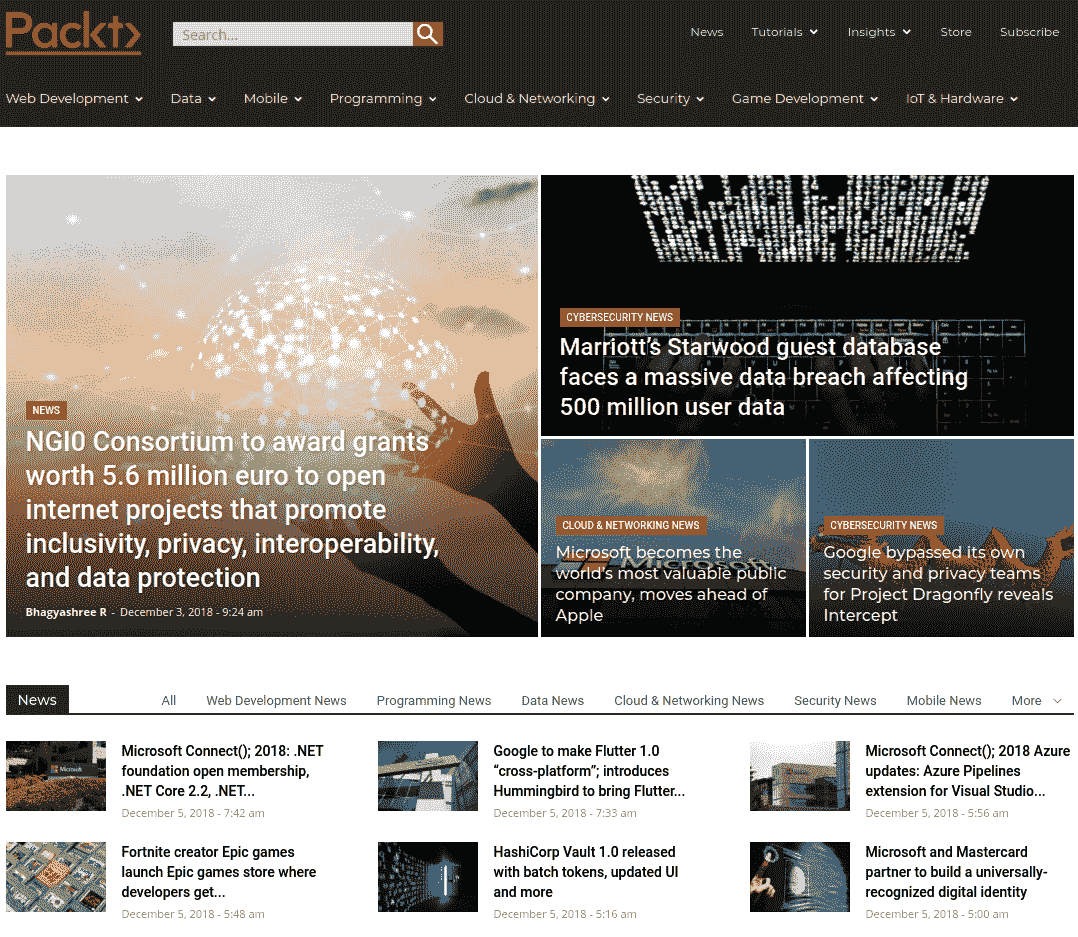 Packt
Search...
News Tutorials Insights Store Subscribe
Web Development Data Mobile Programming Cloud & Networking Security Game Development IoT & Hardware
NEWS
NGI0 Consortium to award grants
worth 5.6 million euro to open
internet projects that promote
inclusivity, privacy, interoperability,
and data protection
Bhagyashree R - December 3, 2018 - 9:24 am
CYBERSECURITY NEWS
Marriott’s Starwood guest database
faces a massive data breach affecting
500 million user data
CLOUD & NETWORKING NEWS
Microsoft becomes the
world’s most valuable public
company, moves ahead of
Apple
Microsoft
CYBERSECURITY NEWS
Google bypassed its own
security and privacy teams
for Project Dragonfly reveals
Intercept
News All Web Development News Programming News Data News Cloud & Networking News Security News Mobile News More
Microsoft
Microsoft Connect(); 2018: .NET
foundation open membership,
.NET Core 2.2, .NET...
December 5, 2018 - 7:42 am
Google to make Flutter 1.0
“cross-platform”; introduces
Hummingbird to bring Flutter...
December 5, 2018 - 7:33 am
Microsoft Connect(); 2018 Azure
updates: Azure Pipelines
extension for Visual Studio...
December 5, 2018 - 5:56 am
Fortnite creator Epic games
launch Epic games store where
developers get...
December 5, 2018 - 5:48 am
HashiCorp Vault 1.0 released
with batch tokens, updated UI
and more
December 5, 2018 - 5:16 am
Microsoft and Mastercard
partner to build a universally-
recognized digital identity
December 5, 2018 - 5:00 am